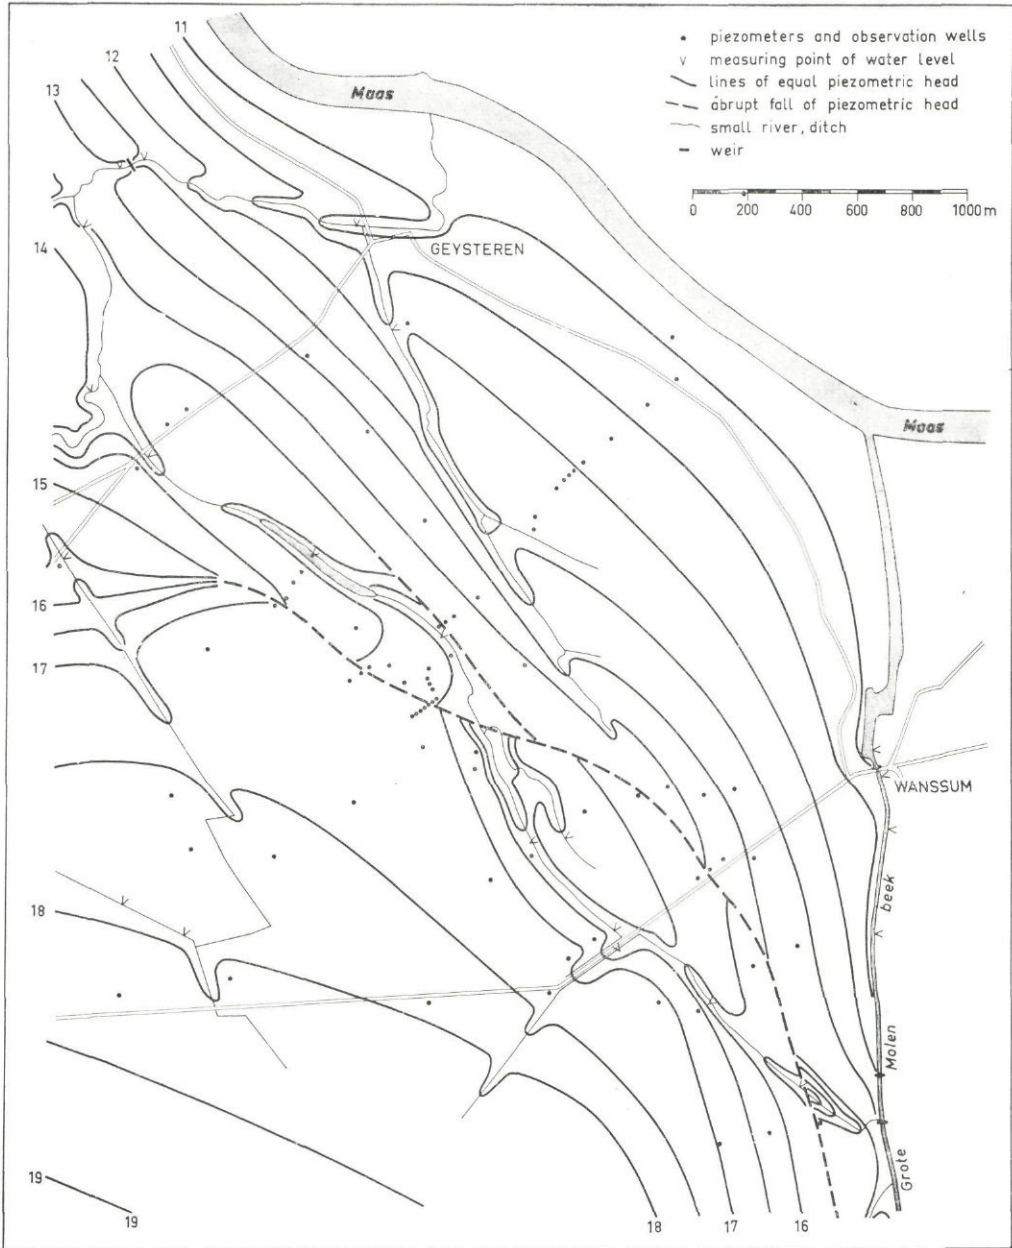 11
12
13
Maas
piezometers and observation wells
measuring point of water level
lines of equal piezometric head
abrupt fall of piezometric head
small river, ditch
weir
0 200 400 600 800 1000 m
GEYSTEREN
14
Maas
15
16
17
WANSSUM
beek
18
Molen
Grote
19
19
18 17 16